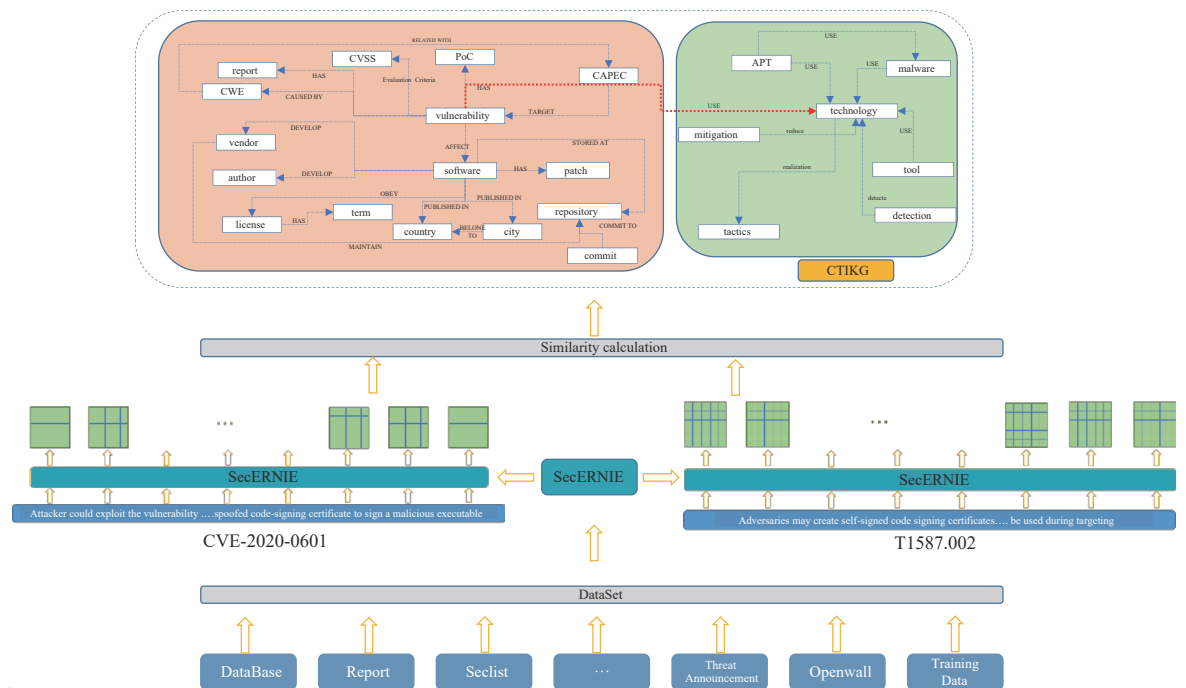 RELATED WITH
CVSS
PoC
report
HAS
Evaluation Criteria
CAPEC
CWE
CAUSED BY
HAS
vulnerability
TARGET
DEVELOP
vendor
AFFECT
STORED AT
author
DEVELOP
software
HAS
patch
OBEY
PUBLISHED IN
PUBLISHED IN
license
HAS
term
country
BELONE
TO
city
repository
COMMIT TO
MAINTAIN
commit
USE
APT
USE
USE
malware
USE
technology
mitigation
reduce
USE
realization
tool
detecte
detection
tactics
CTIKG
Similarity calculation
...
...
SecERNIE
SecERNIE
SecERNIE
Attacker could exploit the vulnerability ….spoofed code-signing certificate to sign a malicious executable
Adversaries may create self-signed code signing certificates…. be used during targeting
CVE-2020-0601
T1587.002
DataSet
DataBase
Report
Seclist
...
Threat
Announcement
Openwall
Training
Data